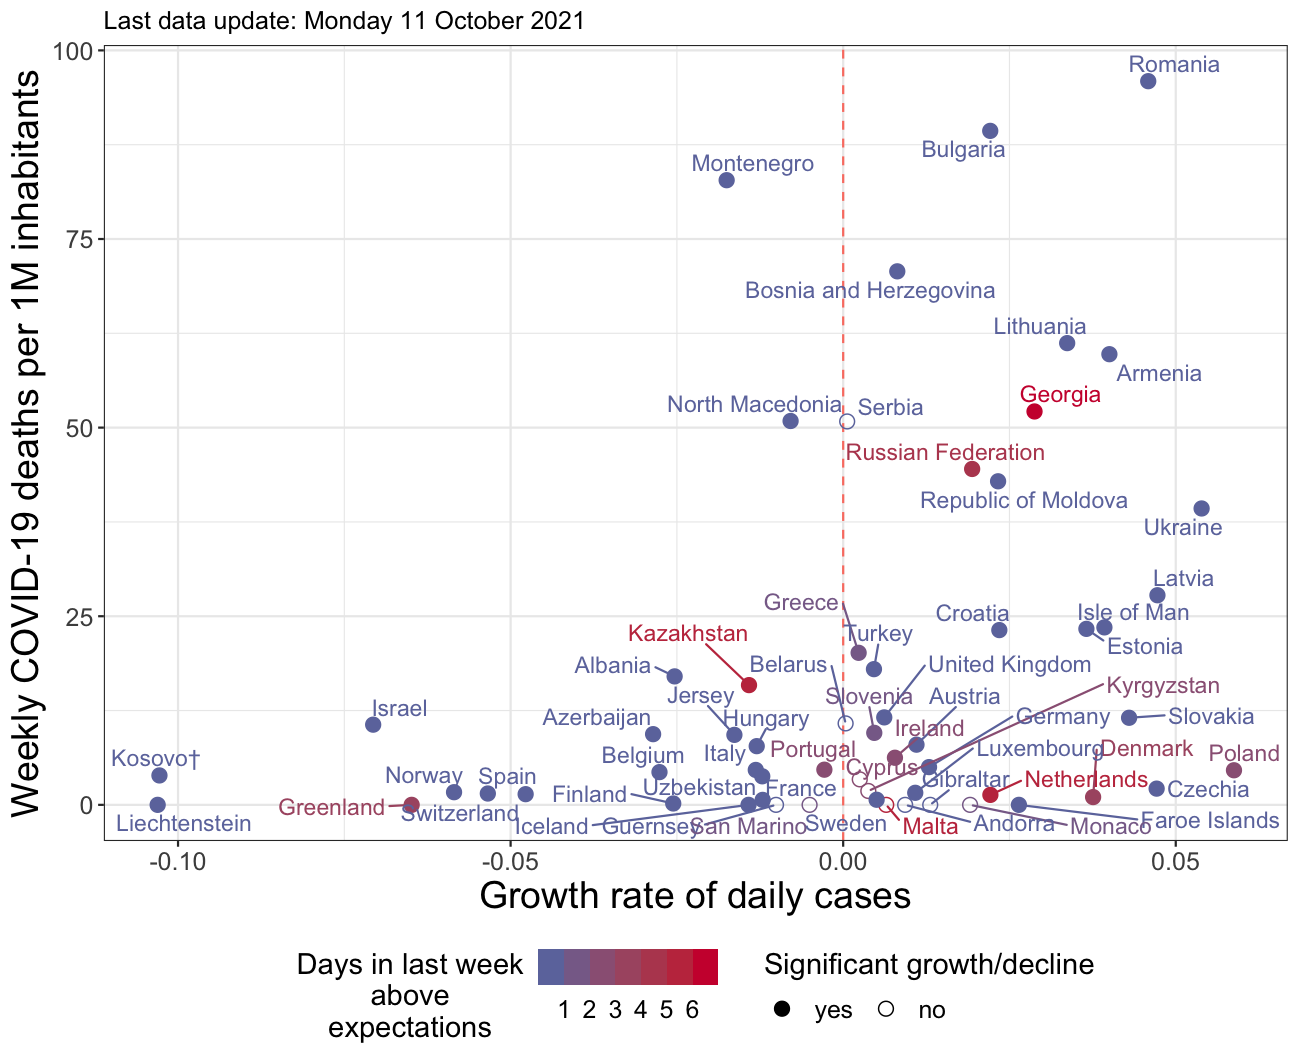 Last data update: Monday 11 October 2021
Weekly COVID-19 deaths per 1M inhabitants
100
75
50
25
0
Romania
Bulgaria
Montenegro
Bosnia and Herzegovina
Lithuania
Armenia
Georgia
North Macedonia
Serbia
Russian Federation
Republic of Moldova
Ukraine
Latvia
Greece
Croatia
Isle of Man
Kazakhstan
Turkey
Estonia
Albania
Belarus
United Kingdom
Jersey
Slovenia
Austria
Kyrgyzstan
Israel
Azerbaijan
Hungary
Ireland
Germany
Slovakia
Kosovo†
Belgium
Italy
Portugal
Luxembourg
Denmark
Poland
Norway
Spain
Cyprus
Gibraltar
Netherlands
Uzbekistan
France
Czechia
Finland
Greenland
Switzerland
Liechtenstein
Iceland
Guernsey
San Marino
Sweden
Malta
Andorra
Monaco
Faroe Islands
-0.10
-0.05
0.00
0.05
Growth rate of daily cases
Days in last week
above
expectations
1 2 3 4 5 6
Significant growth/decline
yes
no